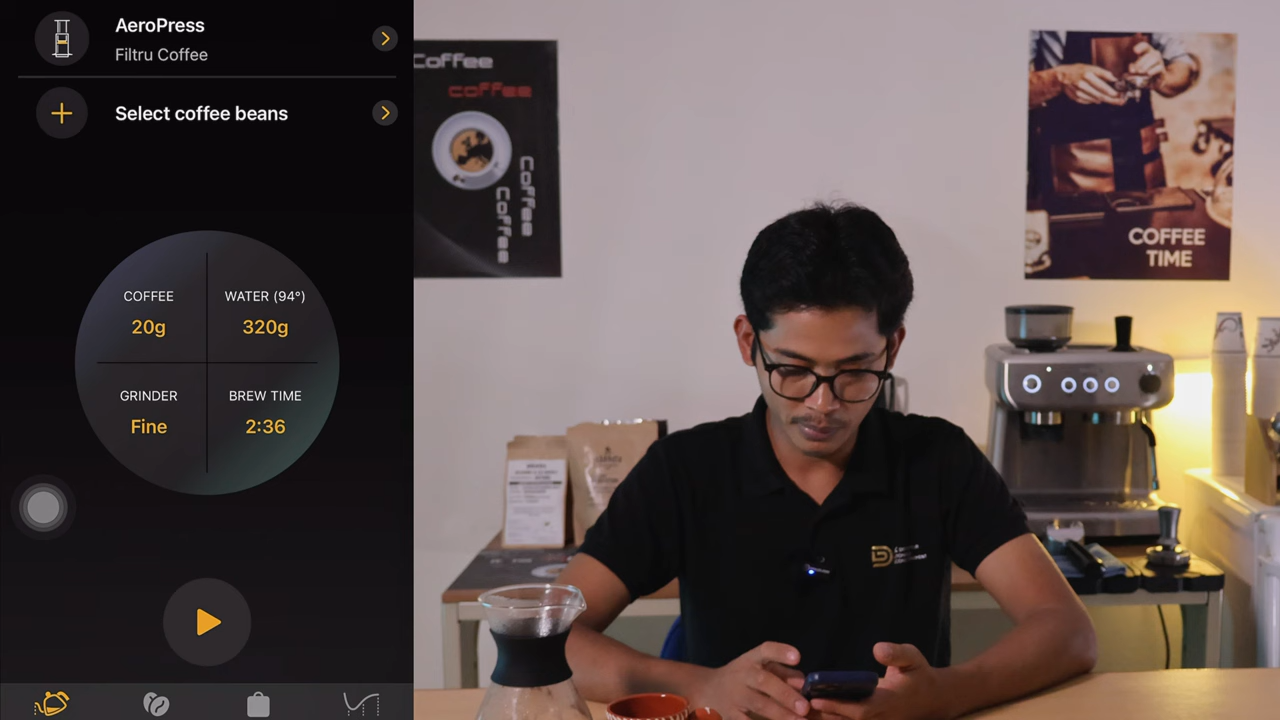 AeroPress
Filtru Coffee
Select coffee beans
COFFEE
20g
WATER (94°)
320g
GRINDER
Fine
BREW TIME
2:36
Coffee
coffee
Coffee
Coffee
COFFEE
TIME